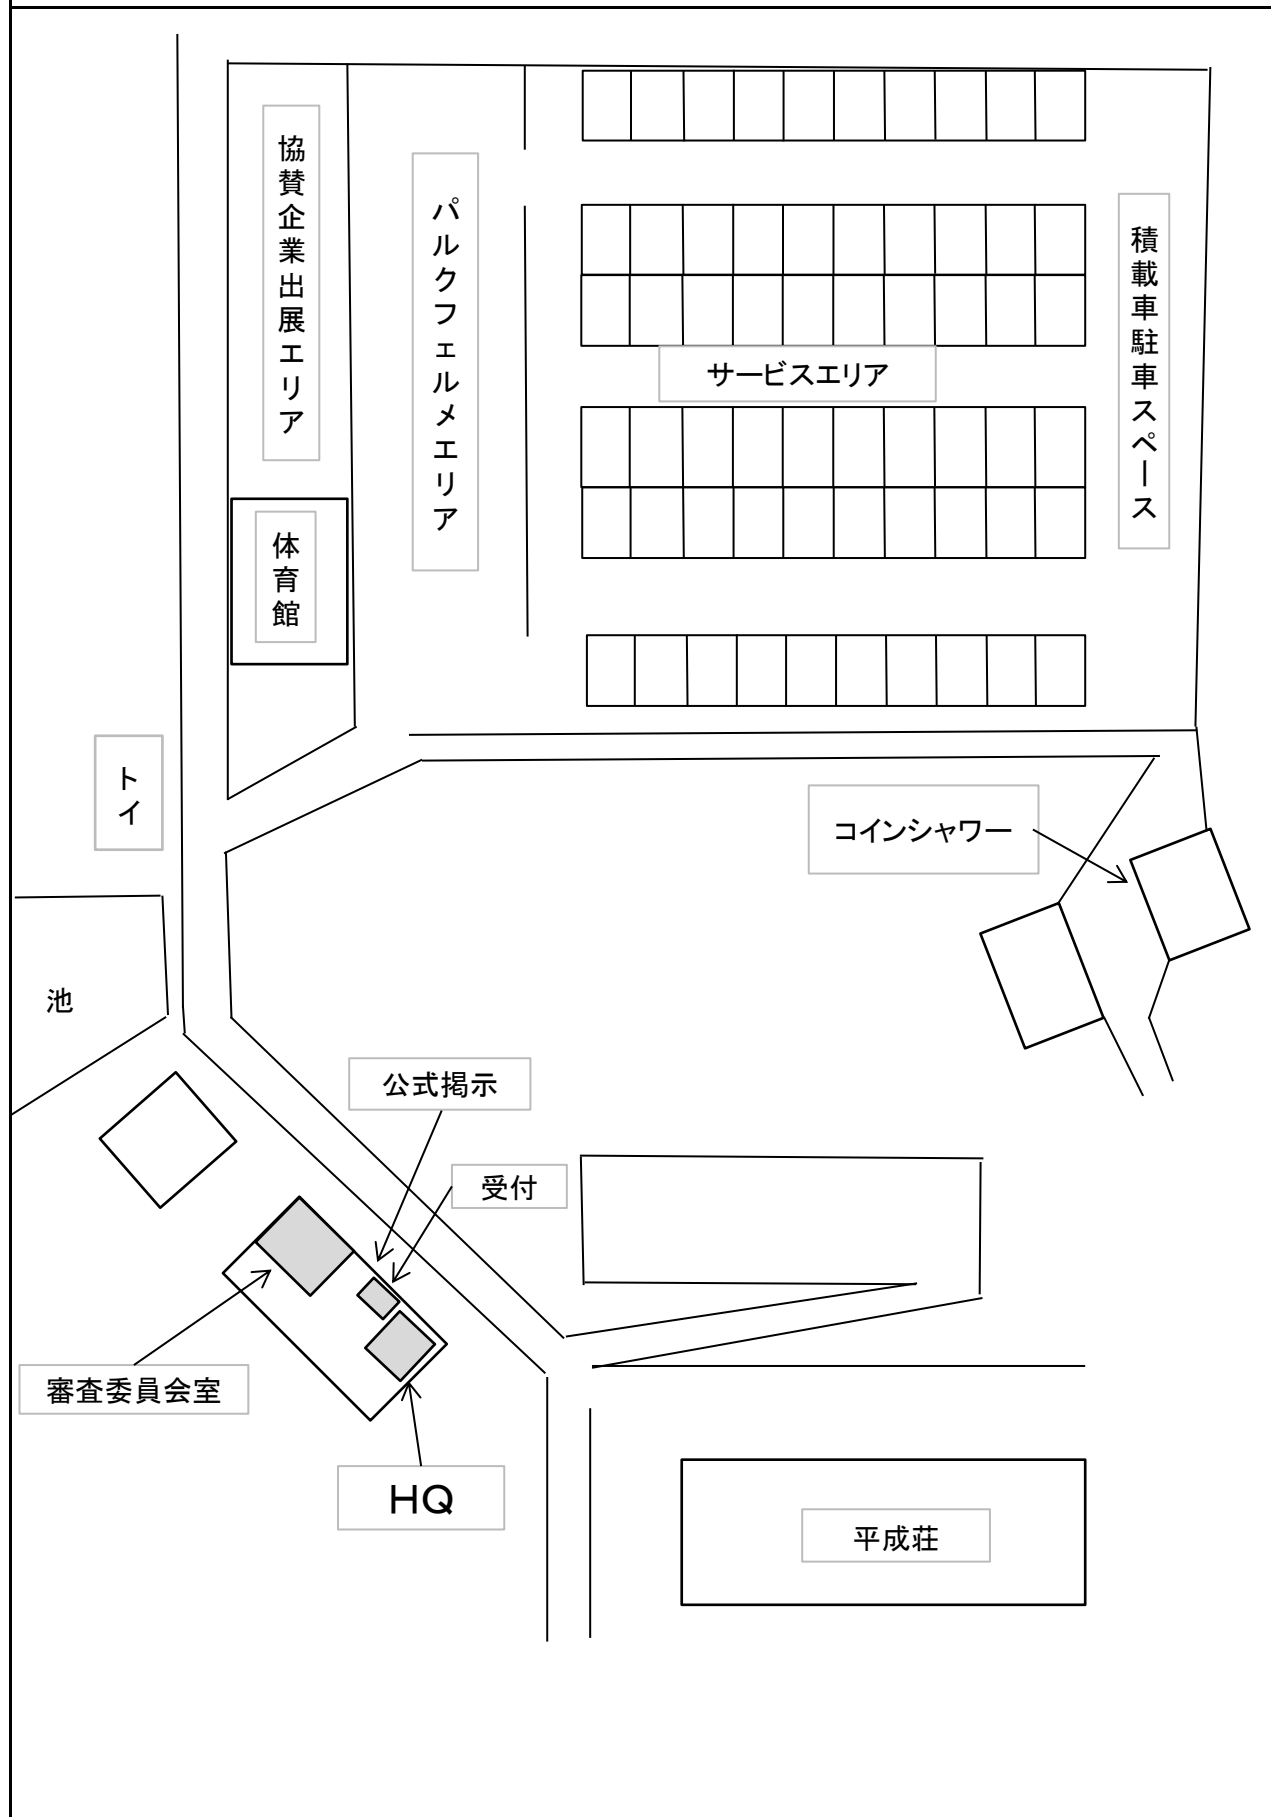 協賛企業出展エリア
パルクフェルメエリア
サービスエリア
積載車駐車スペース
体育館
トイ
コインシャワー
池
公式掲示
受付
審査委員会室
HQ
平成荘